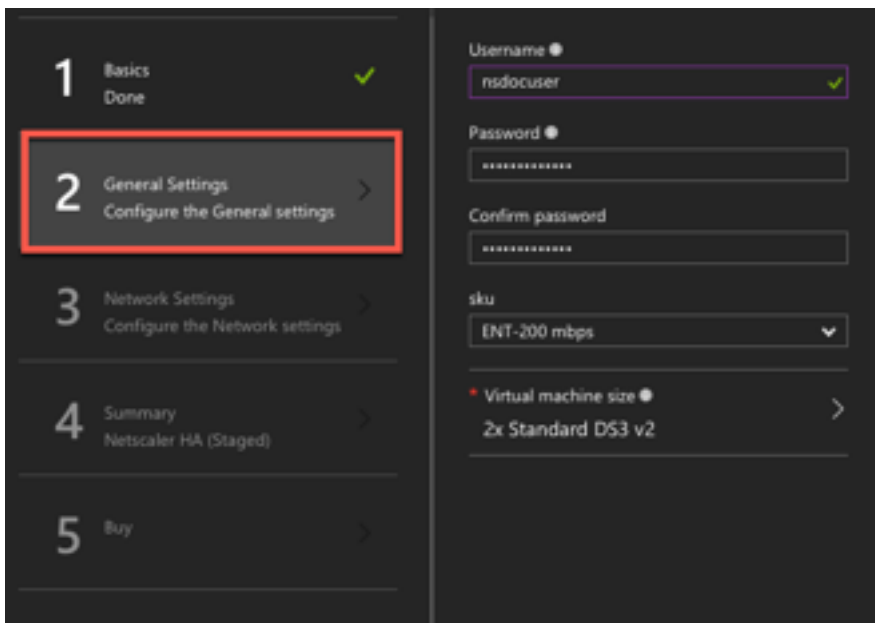 1
Basics
Done
2
General Settings
Configure the General settings
3
Network Settings
Configure the Network settings
4
Summary
Netscaler HA (Staged)
5
Buy
Username
nsdocuser
Password
•••••••••••••
Confirm password
•••••••••••••
sku
ENT-200 mbps
* Virtual machine size
2x Standard DS3 v2